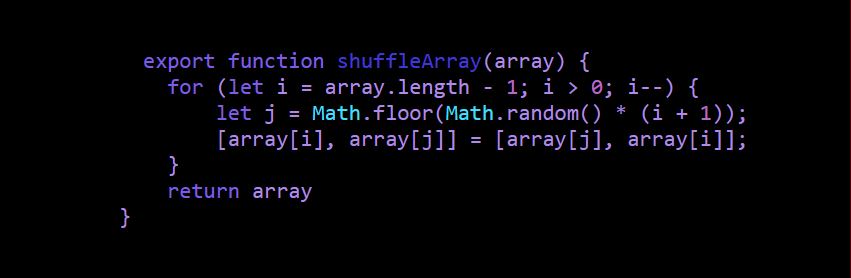 export function shuffleArray(array) {
for (let i = array.length - 1; i > 0; i--) {
let j = Math.floor(Math.random() * (i + 1));
[array[i], array[j]] = [array[j], array[i]];
}
return array
}